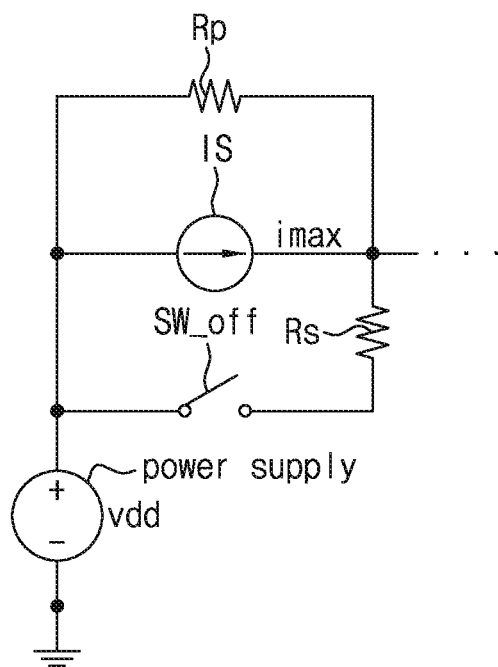 Rp
IS
imax
SW_off
Rs
power supply
+
vdd
−
. . .